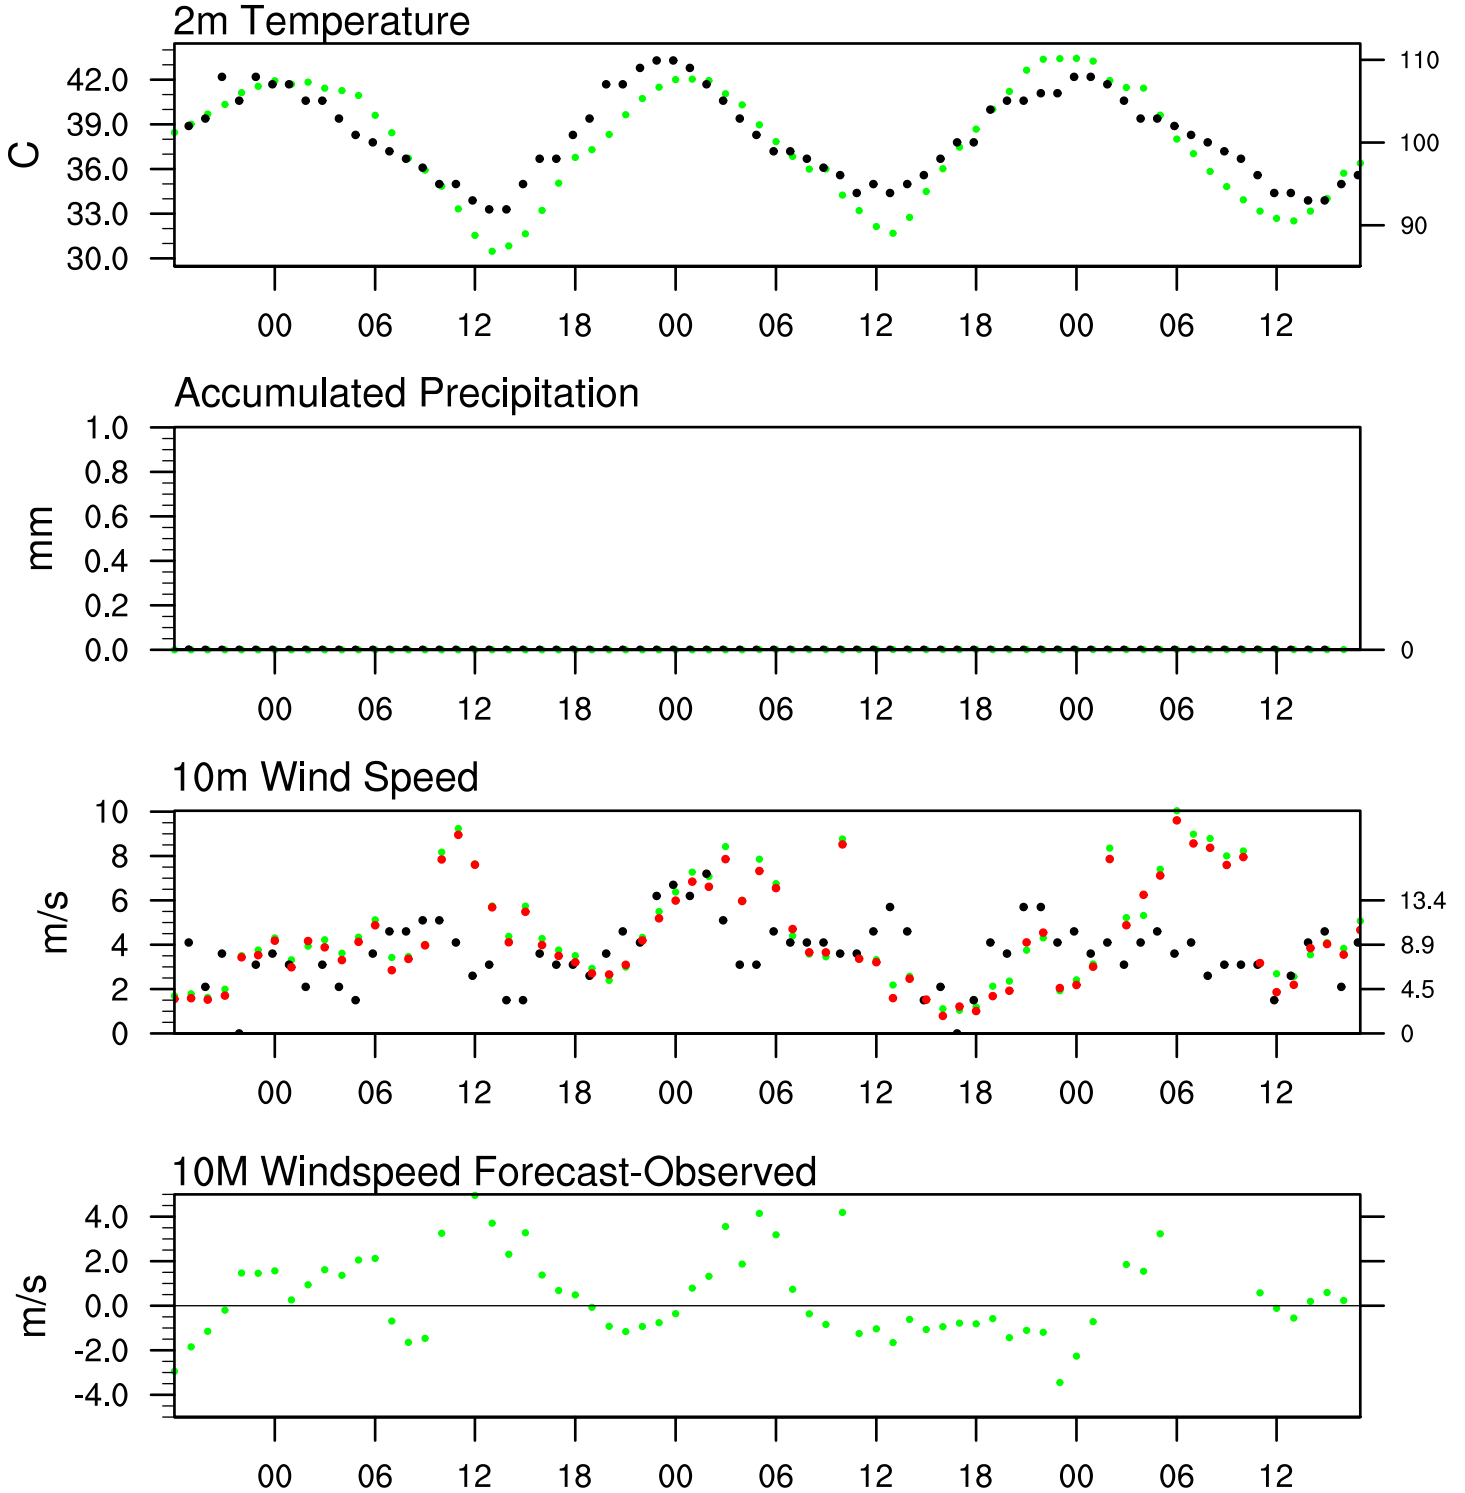 2m Temperature
42.0
39.0
36.0
33.0
30.0
C
110
100
90
00 06 12 18 00 06 12 18 00 06 12
Accumulated Precipitation
1.0
0.8
0.6
0.4
0.2
0.0
mm
0
00 06 12 18 00 06 12 18 00 06 12
10m Wind Speed
10
8
6
4
2
0
m/s
13.4
8.9
4.5
0
00 06 12 18 00 06 12 18 00 06 12
10M Windspeed Forecast-Observed
4.0
2.0
0.0
-2.0
-4.0
m/s
00 06 12 18 00 06 12 18 00 06 12